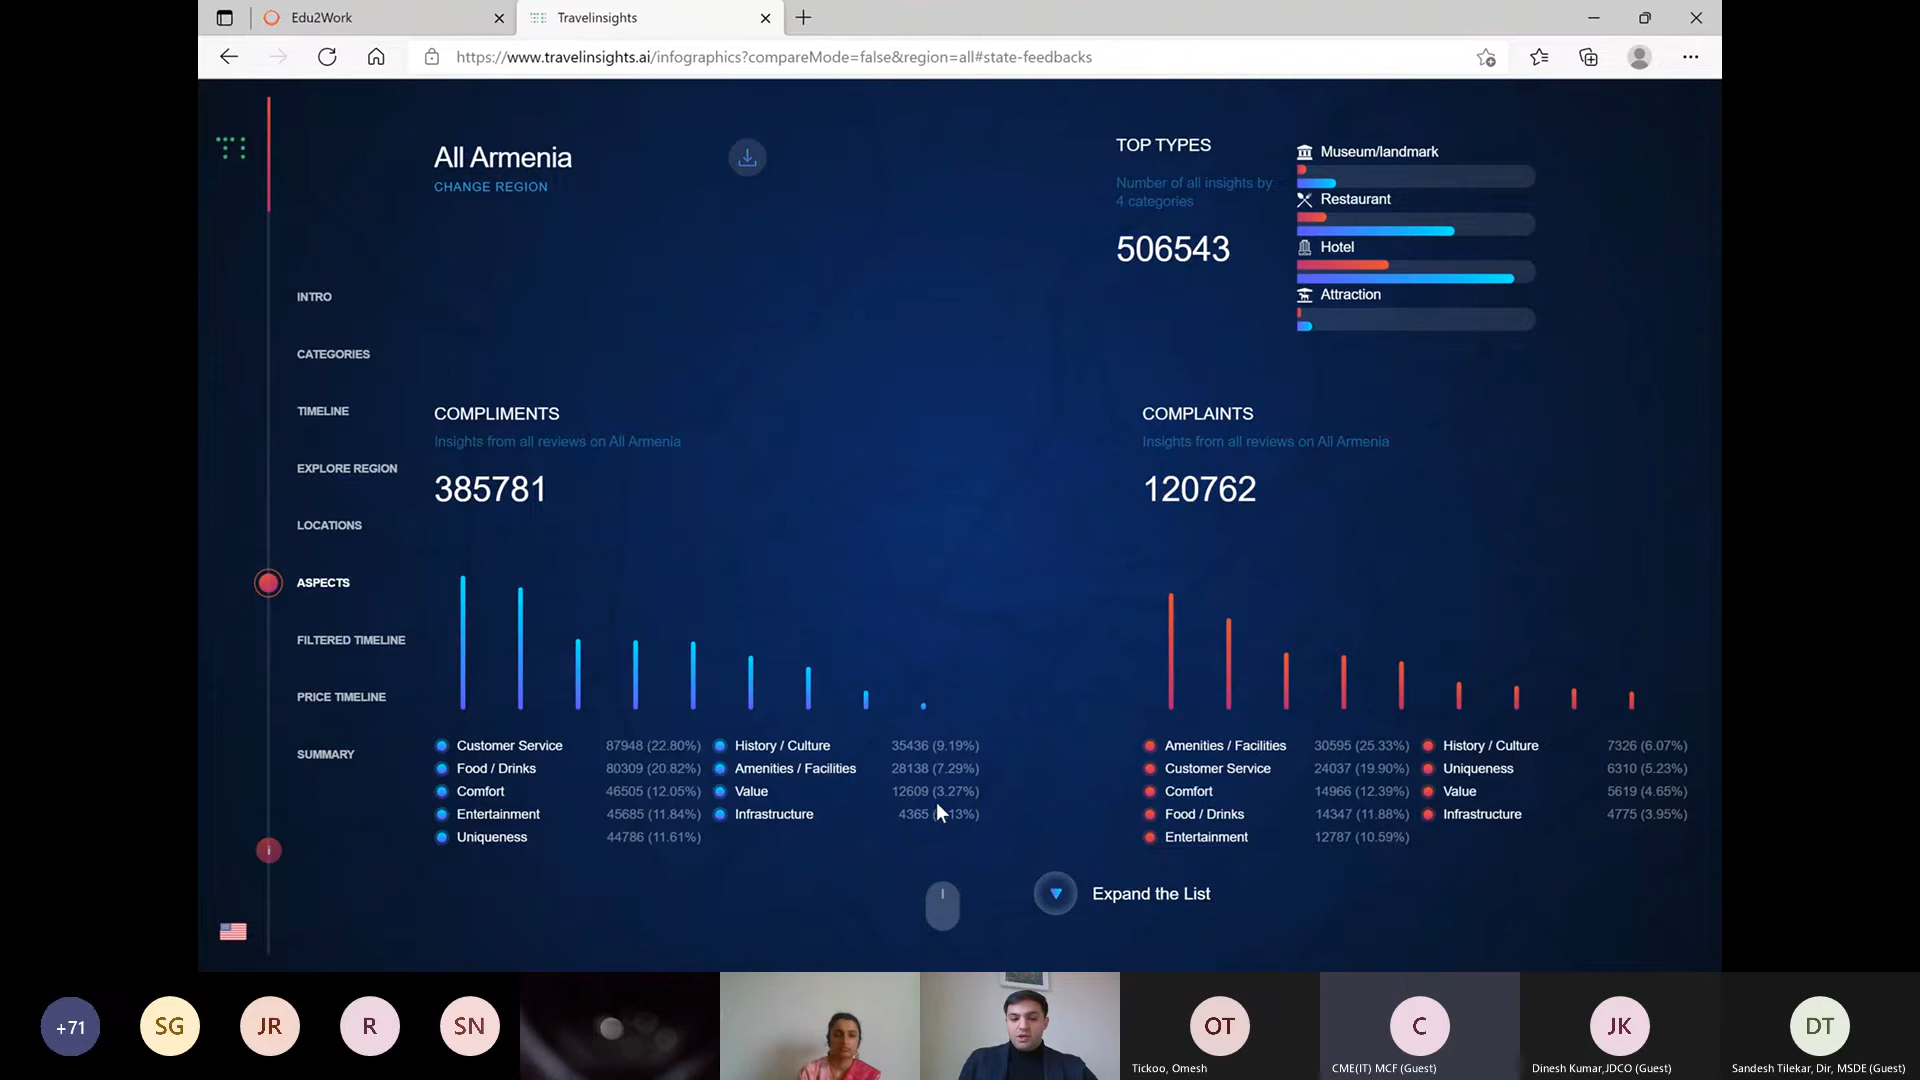 Edu2Work
Travelinsights
https://www.travelinsights.ai/infographics?compareMode=false&region=all#state-feedbacks
All Armenia
CHANGE REGION
TOP TYPES
Number of all insights by
4 categories
506543
Museum/landmark
Restaurant
Hotel
Attraction
INTRO
CATEGORIES
TIMELINE
EXPLORE REGION
LOCATIONS
ASPECTS
FILTERED TIMELINE
PRICE TIMELINE
SUMMARY
i
COMPLIMENTS
Insights from all reviews on All Armenia
385781
Customer Service 87948 (22.80%)
Food / Drinks 80309 (20.82%)
Comfort 46505 (12.05%)
Entertainment 45685 (11.84%)
Uniqueness 44786 (11.61%)
History / Culture 35436 (9.19%)
Amenities / Facilities 28138 (7.29%)
Value 12609 (3.27%)
Infrastructure 4365
COMPLAINTS
Insights from all reviews on All Armenia
120762
Amenities / Facilities 30595 (25.33%)
Customer Service 24037 (19.90%)
Comfort 14966 (12.39%)
Food / Drinks 14347 (11.88%)
Entertainment 12787 (10.59%)
History / Culture 7326 (6.07%)
Uniqueness 6310 (5.23%)
Value 5619 (4.65%)
Infrastructure 4775 (3.95%)
Expand the List
+71
SG
JR
R
SN
OT
Tickoo, Omesh
C
CME(IT) MCF (Guest)
JK
Dinesh Kumar,JDCO (Guest)
DT
Sandesh Tilekar, Dir, MSDE (Guest)